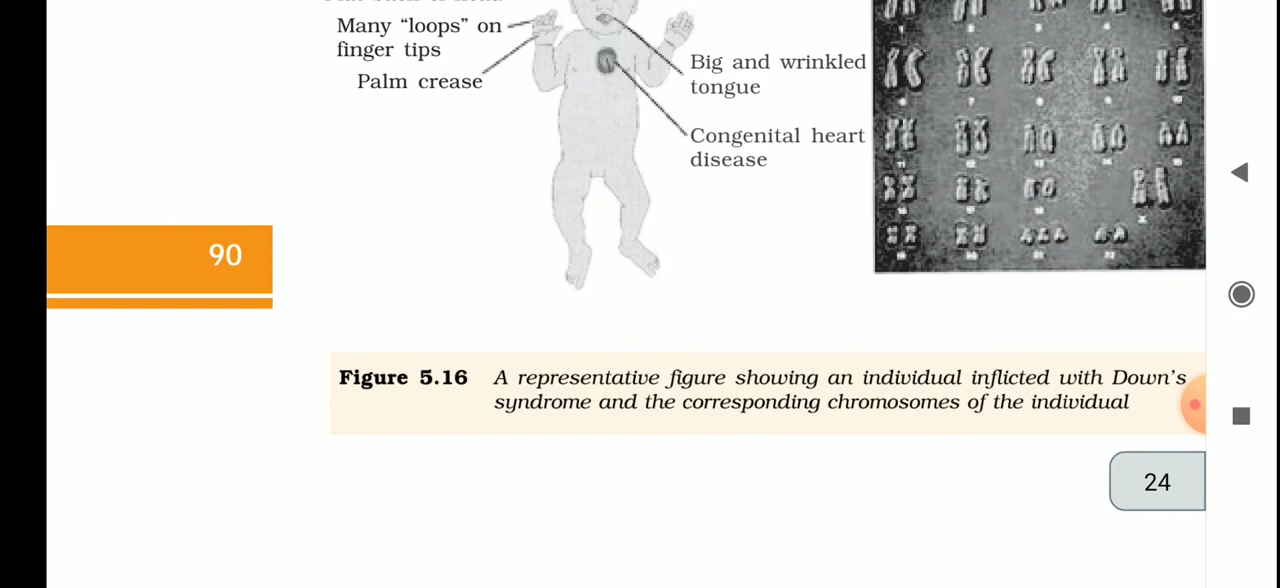 Many “loops” on
finger tips
Palm crease
Big and wrinkled
tongue
Congenital heart
disease
90
Figure 5.16 A representative figure showing an individual inflicted with Down’s
syndrome and the corresponding chromosomes of the individual
24